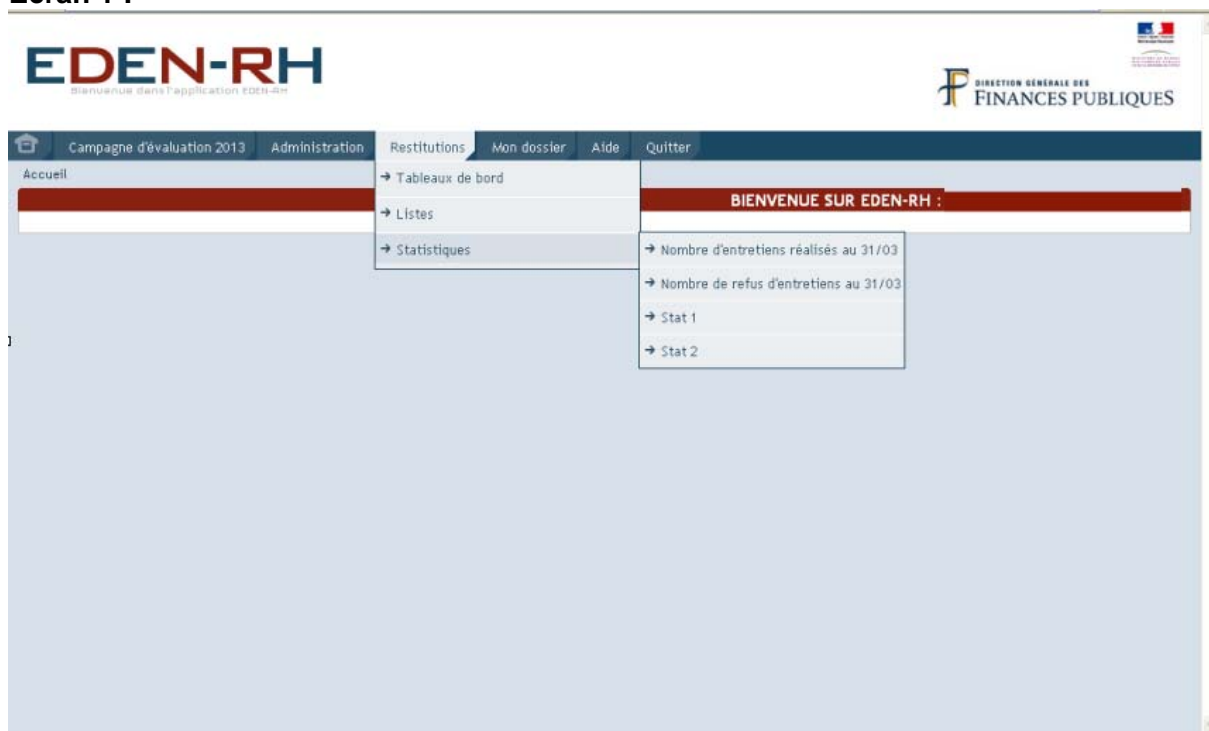 EDEN-RH
Bienvenue dans l'application EDEN-RH
DIRECTION GÉNÉRALE DES
FINANCES PUBLIQUES
Campagne d'évaluation 2013 Administration Restitutions Mon dossier Aide Quitter
Accueil
→ Tableaux de bord
BIENVENUE SUR EDEN-RH :
→ Listes
→ Statistiques
→ Nombre d'entretiens réalisés au 31/03
→ Nombre de refus d'entretiens au 31/03
→ Stat 1
→ Stat 2